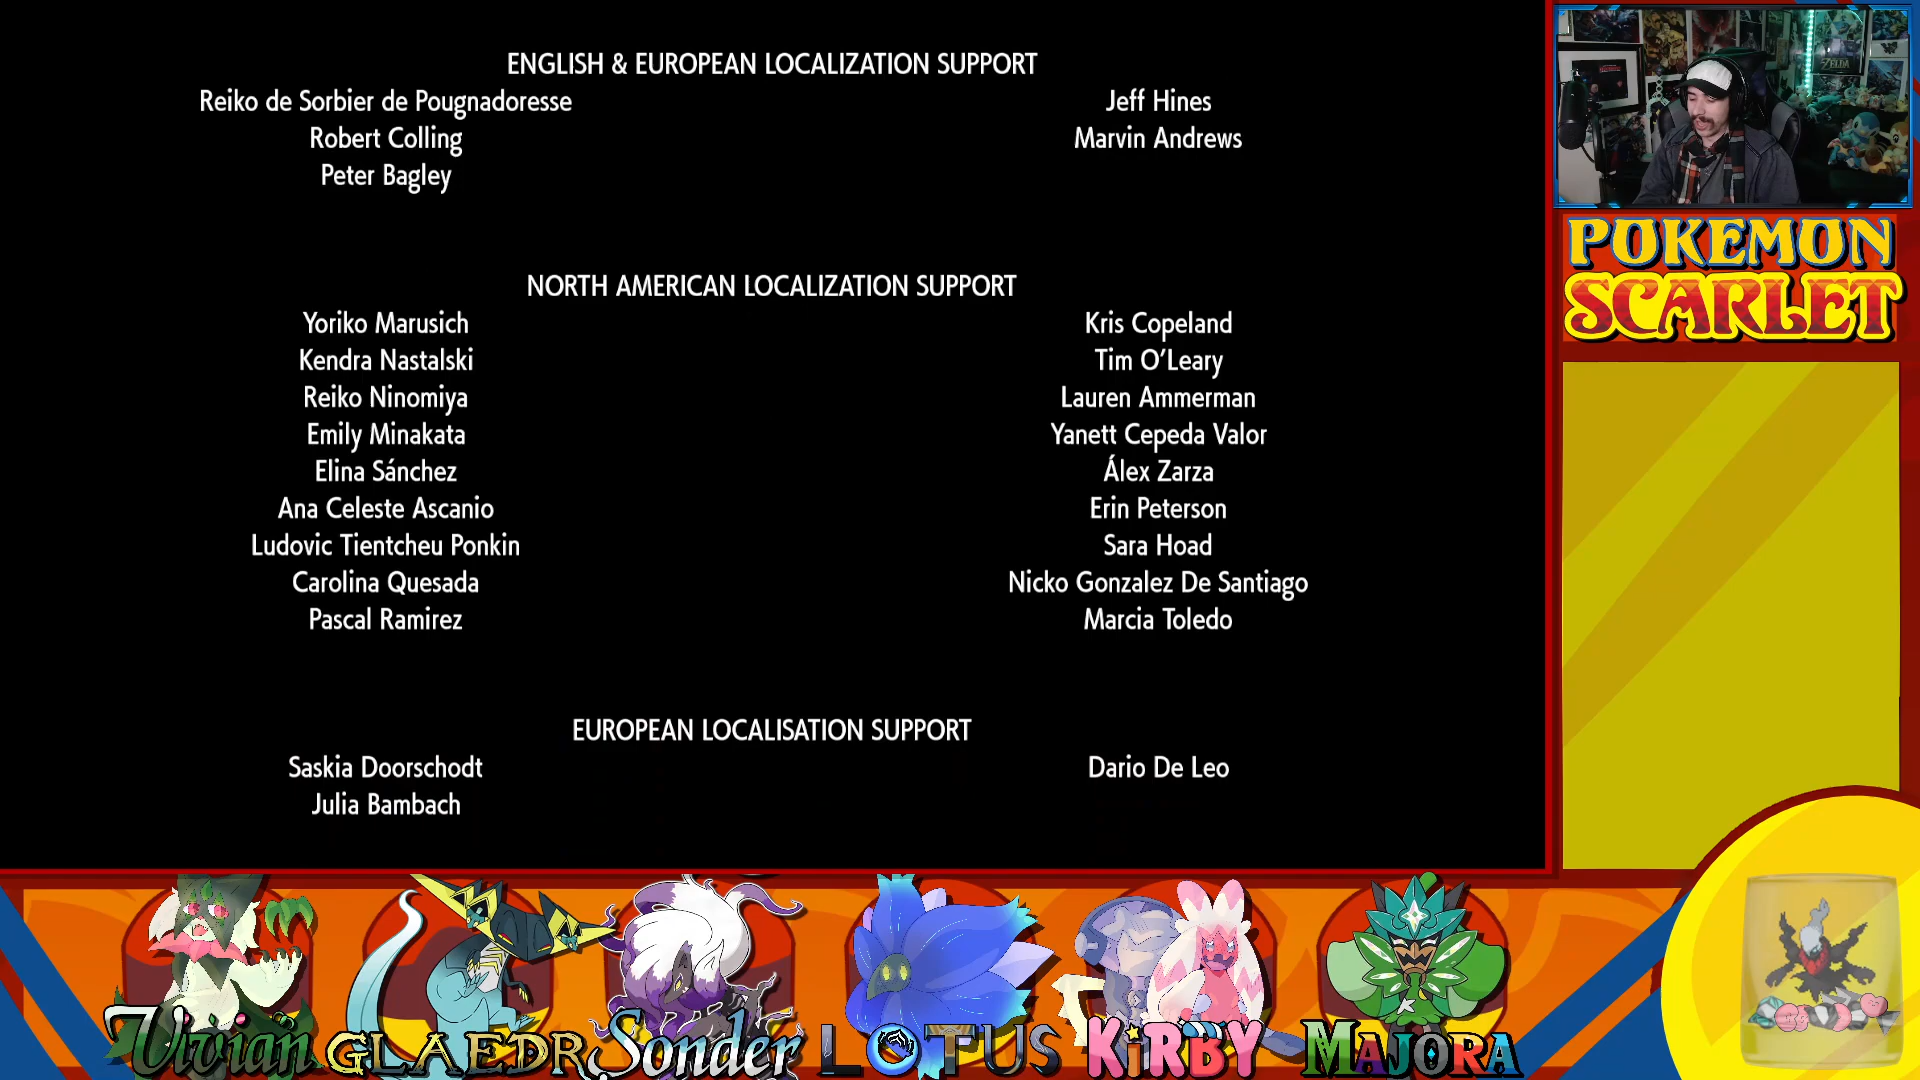 ENGLISH & EUROPEAN LOCALIZATION SUPPORT
Reiko de Sorbier de Pougnadoresse
Jeff Hines
Robert Colling
Marvin Andrews
Peter Bagley
NORTH AMERICAN LOCALIZATION SUPPORT
Yoriko Marusich
Kris Copeland
Kendra Nastalski
Tim O'Leary
Reiko Ninomiya
Lauren Ammerman
Emily Minakata
Yanett Cepeda Valor
Elina Sánchez
Álex Zarza
Ana Celeste Ascanio
Erin Peterson
Ludovic Tientcheu Ponkin
Sara Hoad
Carolina Quesada
Nicko Gonzalez De Santiago
Pascal Ramirez
Marcia Toledo
EUROPEAN LOCALISATION SUPPORT
Saskia Doorschodt
Dario De Leo
Julia Bambach
ZELDA
POKEMON
SCARLET
Vivian
GLAEDR
Sonder
LOTUS
KIRBY
MAJORA